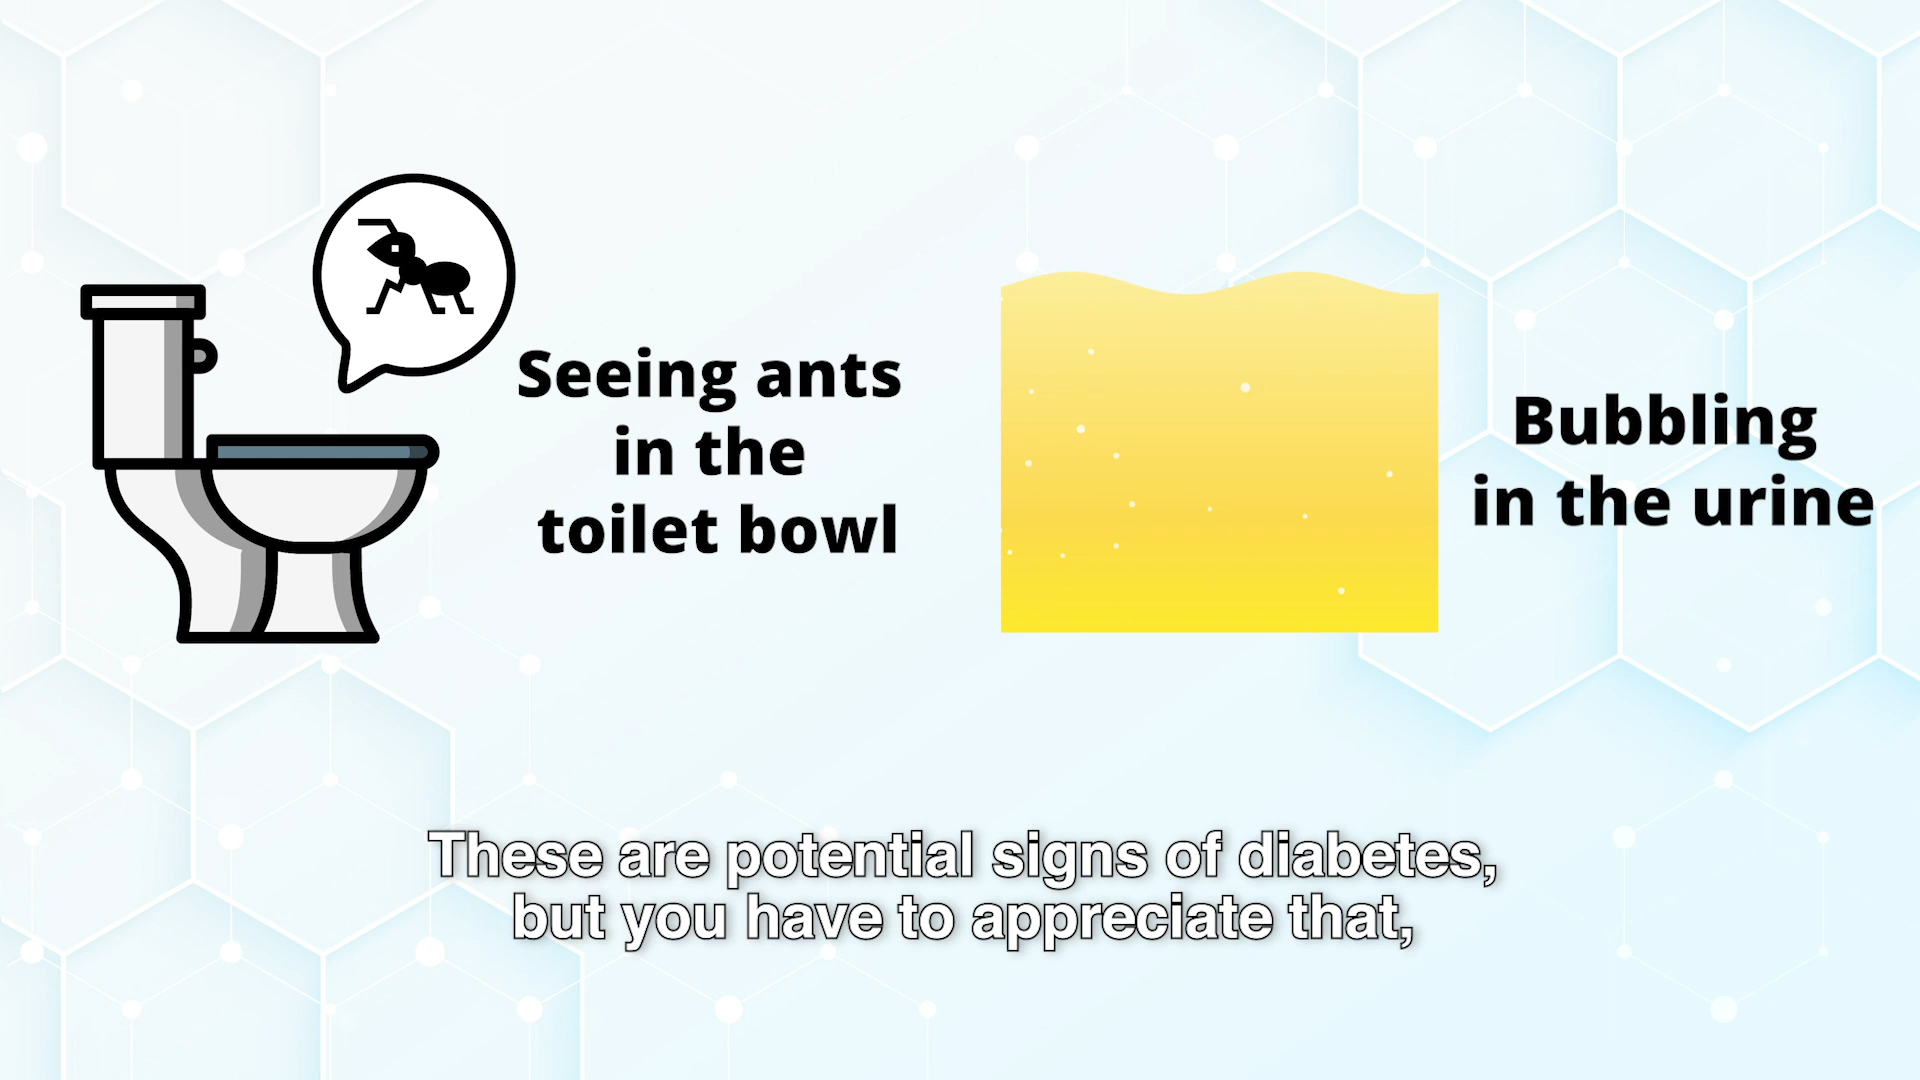 Seeing ants
in the
toilet bowl
Bubbling
in the urine
These are potential signs of diabetes,
but you have to appreciate that,